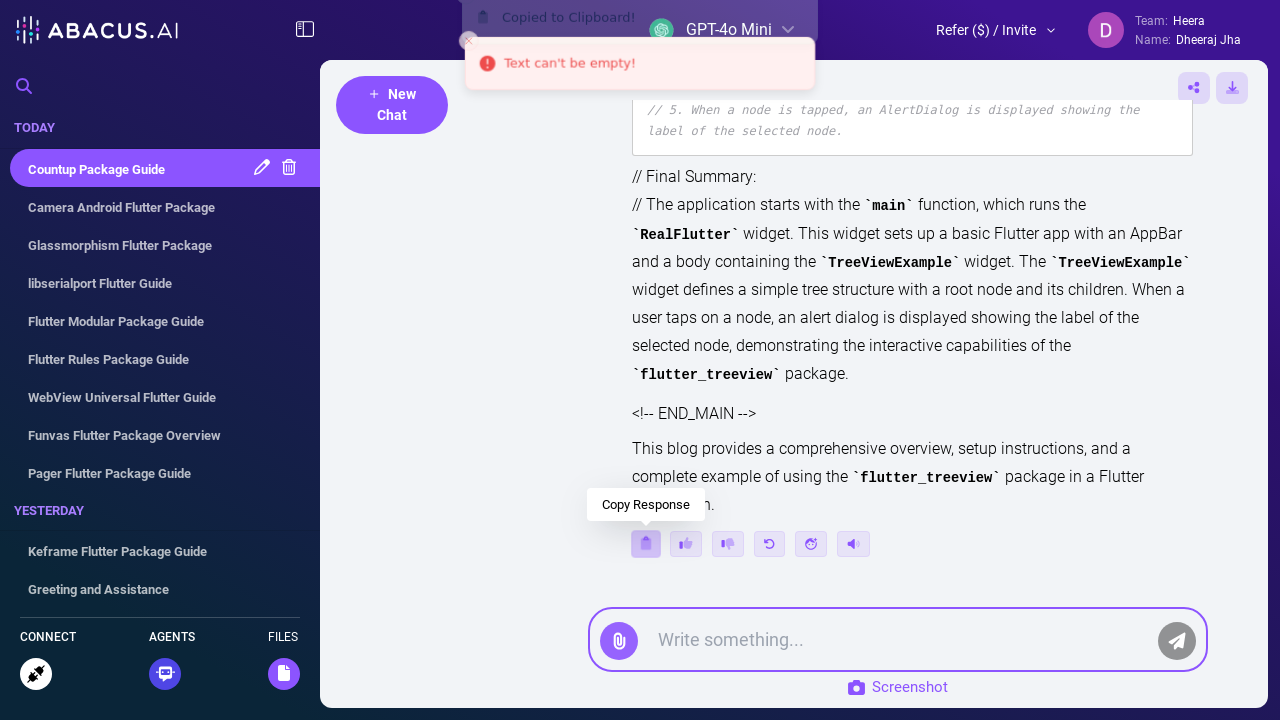 ABACUS.AI
Copied to Clipboard!
GPT-4o Mini
Refer ($) / Invite
D
Team: Heera
Name: Dheeraj Jha
Text can't be empty!
TODAY
Countup Package Guide
Camera Android Flutter Package
Glassmorphism Flutter Package
libserialport Flutter Guide
Flutter Modular Package Guide
Flutter Rules Package Guide
WebView Universal Flutter Guide
Funvas Flutter Package Overview
Pager Flutter Package Guide
YESTERDAY
Keframe Flutter Package Guide
Greeting and Assistance
CONNECT
AGENTS
FILES
+ New
Chat
// 5. When a node is tapped, an AlertDialog is displayed showing the
label of the selected node.
// Final Summary:
// The application starts with the `main` function, which runs the
`RealFlutter` widget. This widget sets up a basic Flutter app with an AppBar
and a body containing the `TreeViewExample` widget. The `TreeViewExample`
widget defines a simple tree structure with a root node and its children. When a
user taps on a node, an alert dialog is displayed showing the label of the
selected node, demonstrating the interactive capabilities of the
`flutter_treeview` package.
<!-- END_MAIN -->
This blog provides a comprehensive overview, setup instructions, and a
complete example of using the `flutter_treeview` package in a Flutter
Copy Response
Write something...
Screenshot